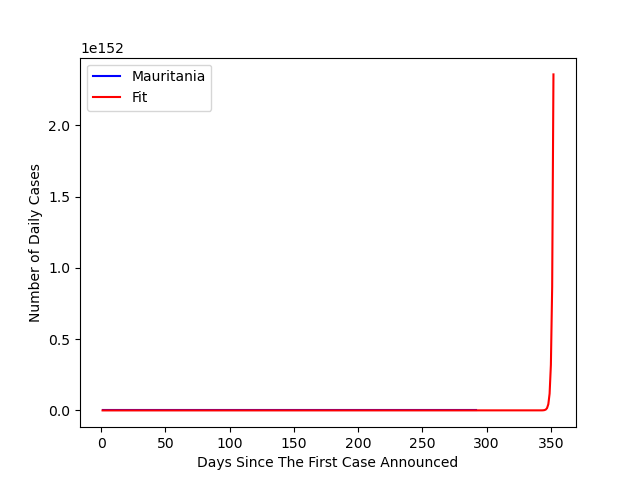 1e152
Mauritania
Fit
2.0
1.5
1.0
0.5
0.0
Number of Daily Cases
0 50 100 150 200 250 300 350
Days Since The First Case Announced